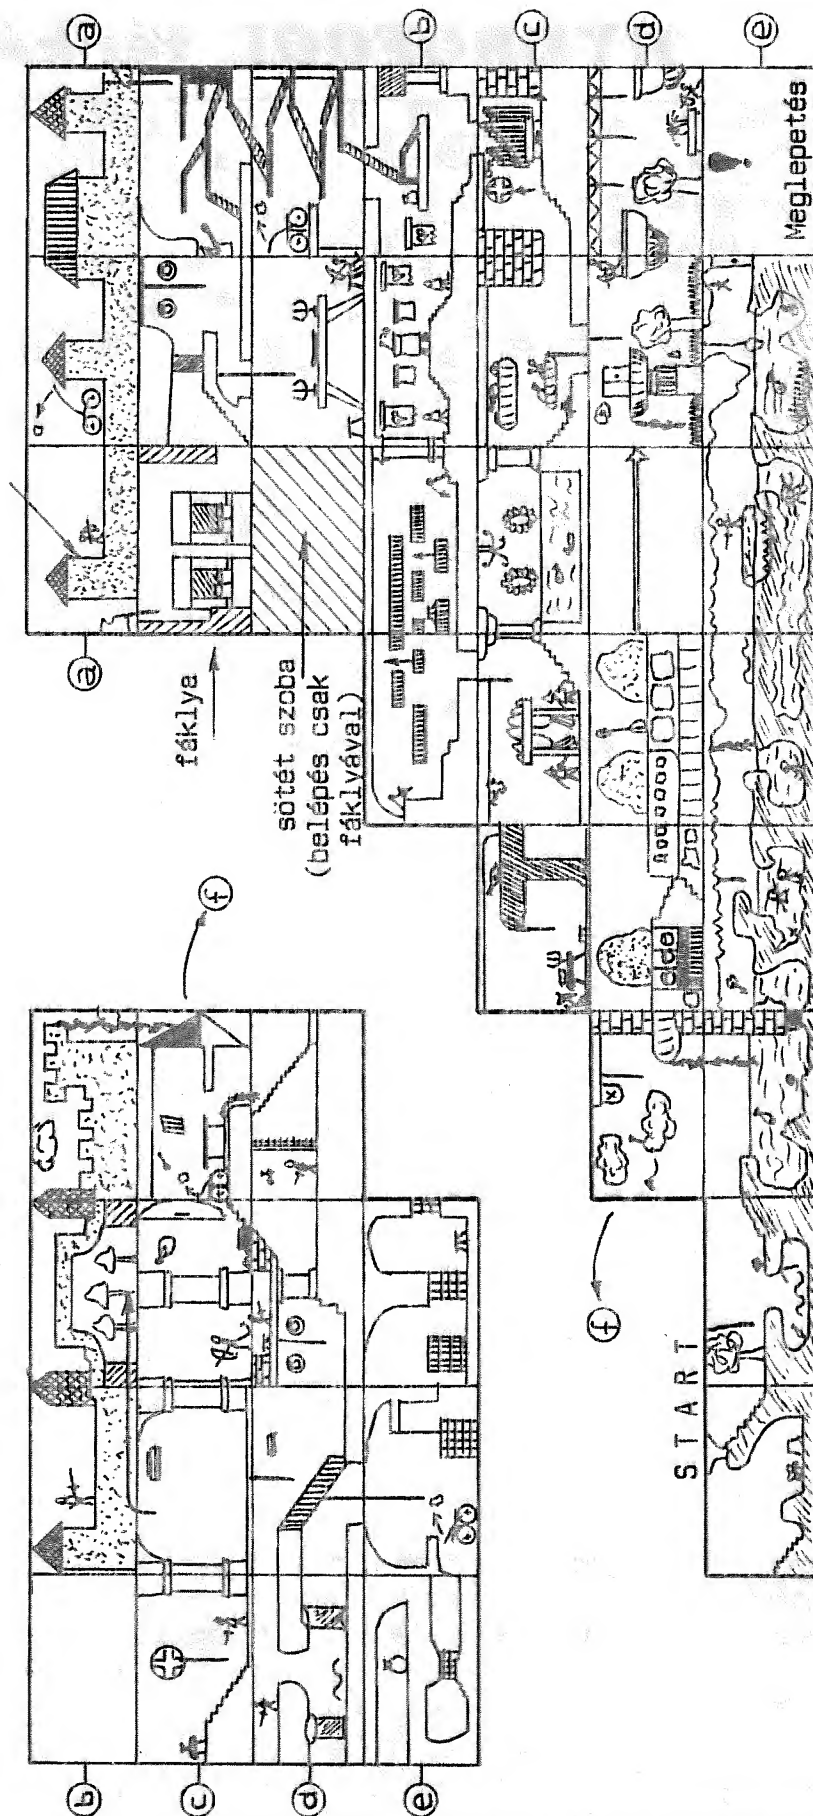 a
b
c
d
e
Meglepetés
a
fáklya
sötét szoba
(belépés csak
fáklyával)
f
f
START
b
c
d
e